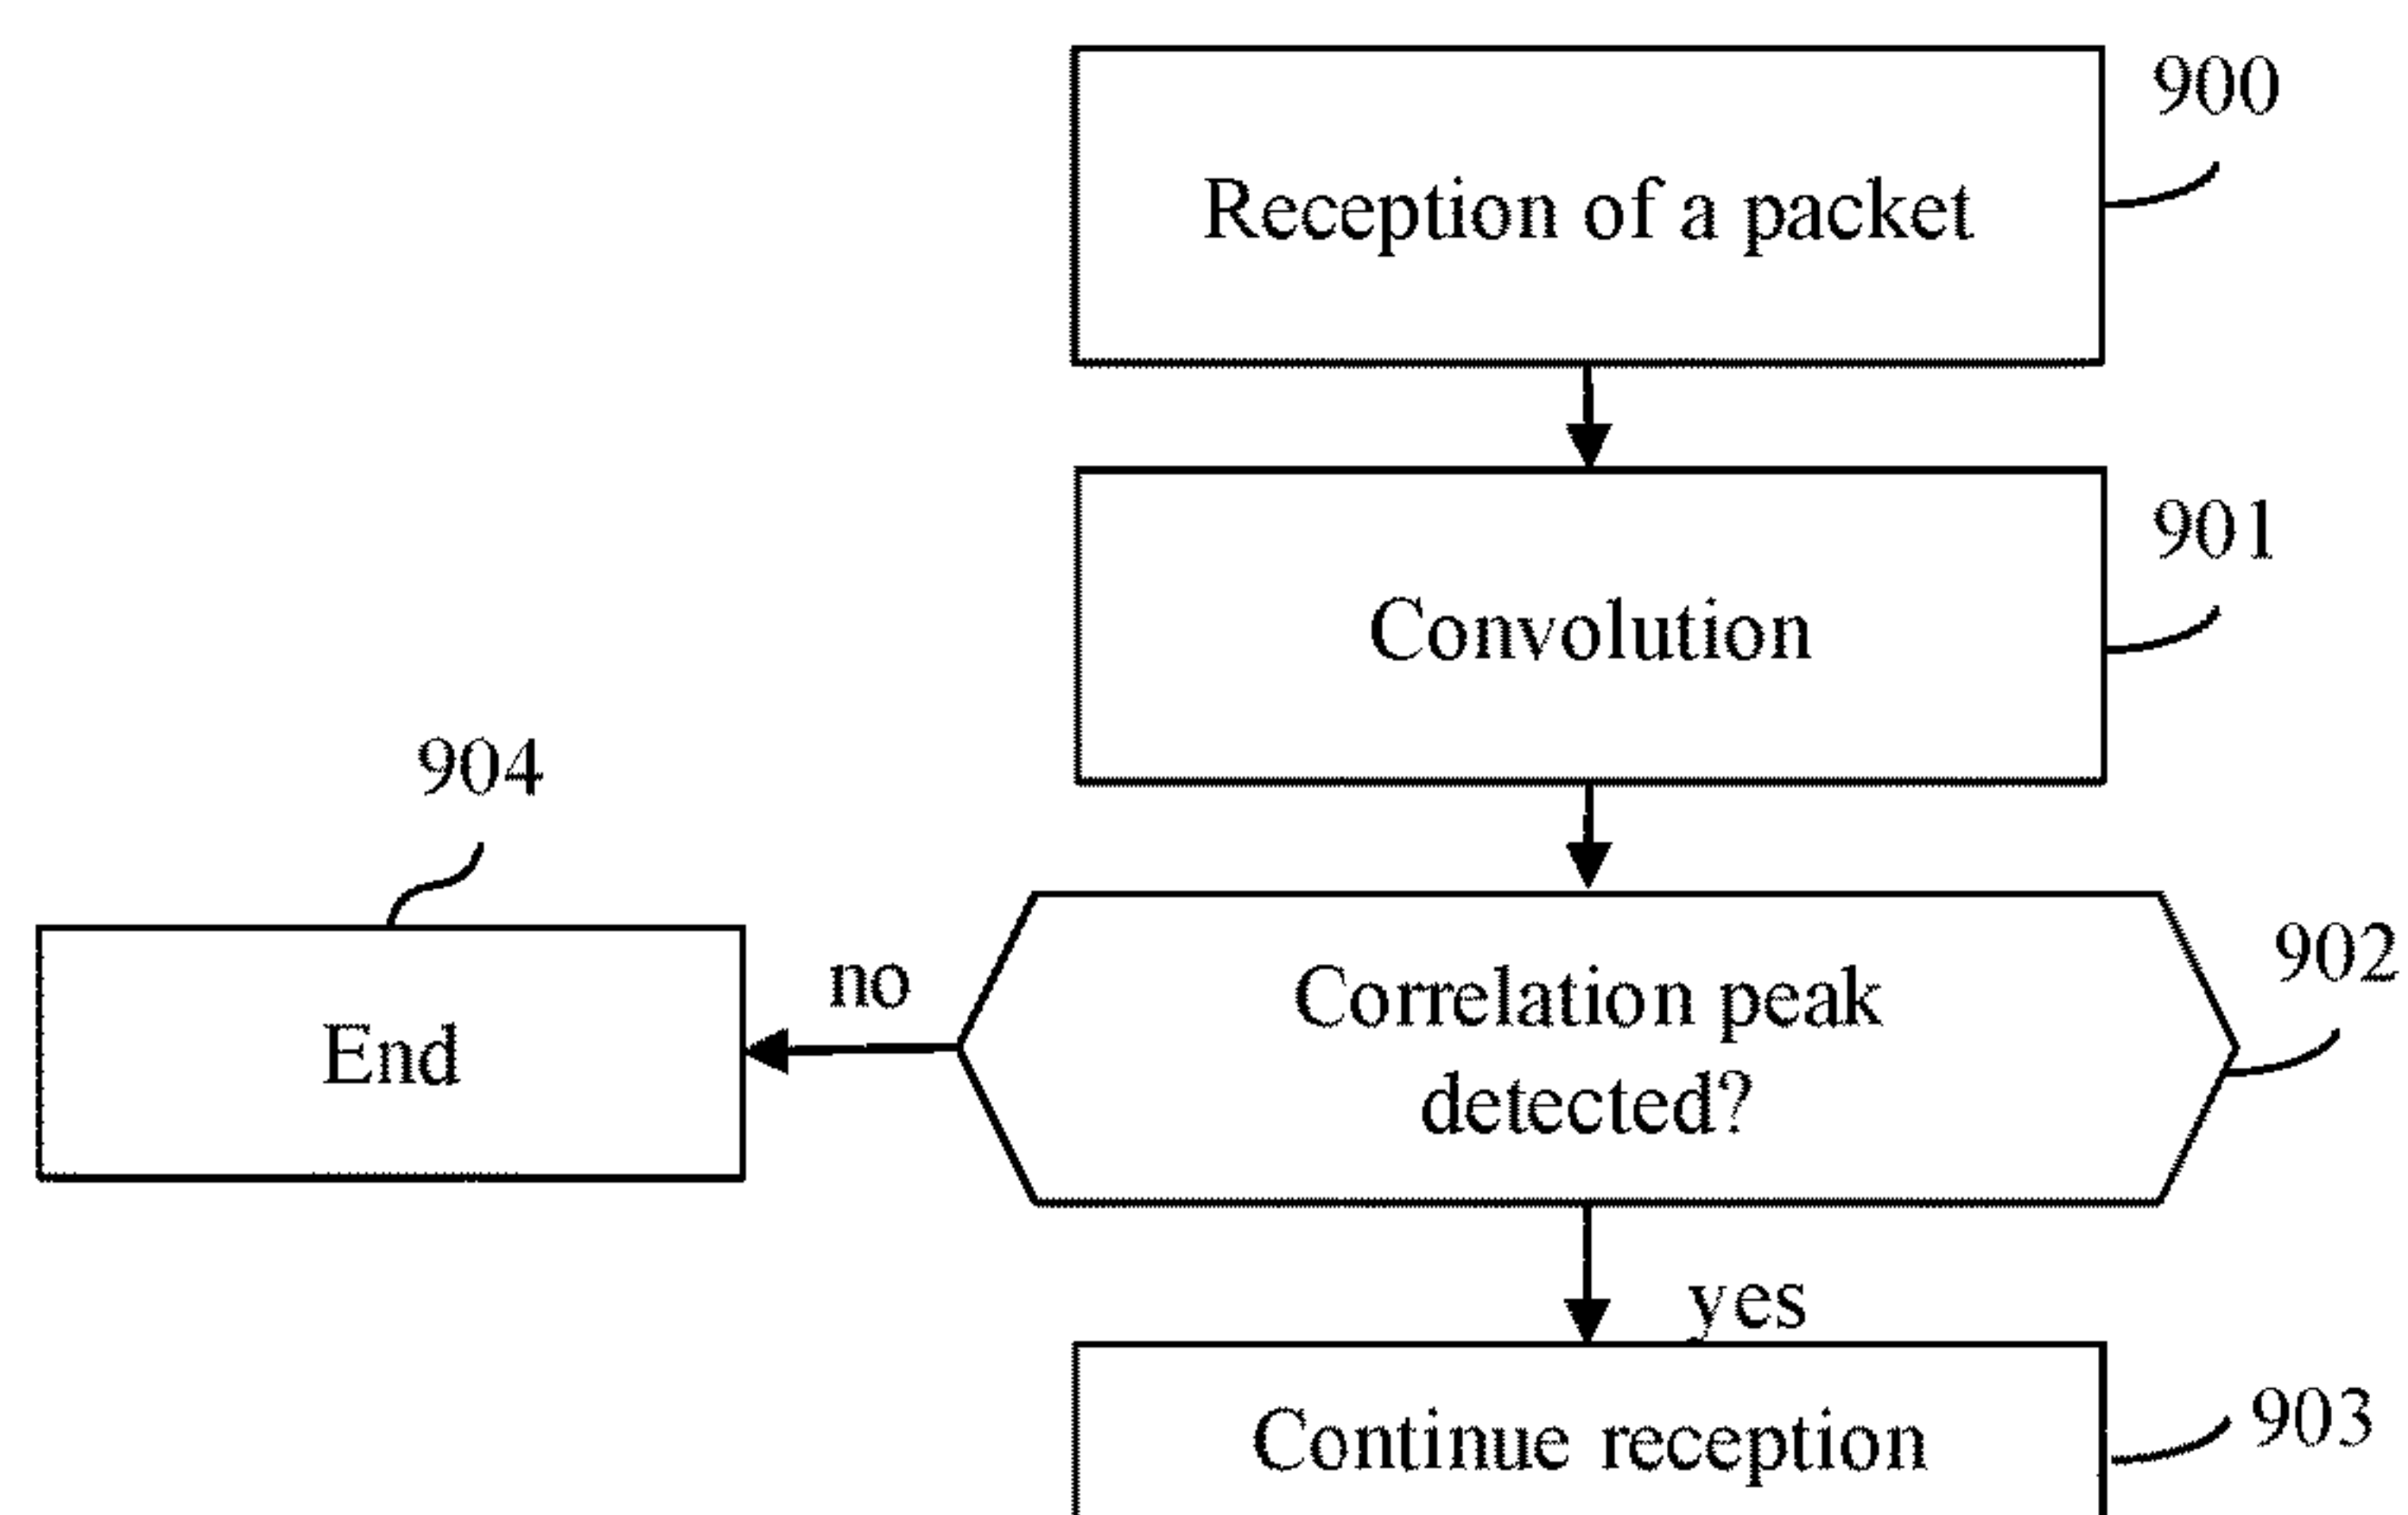 900
Reception of a packet
901
Convolution
904
902
no
Correlation peak
detected?
End
yes
903
Continue reception